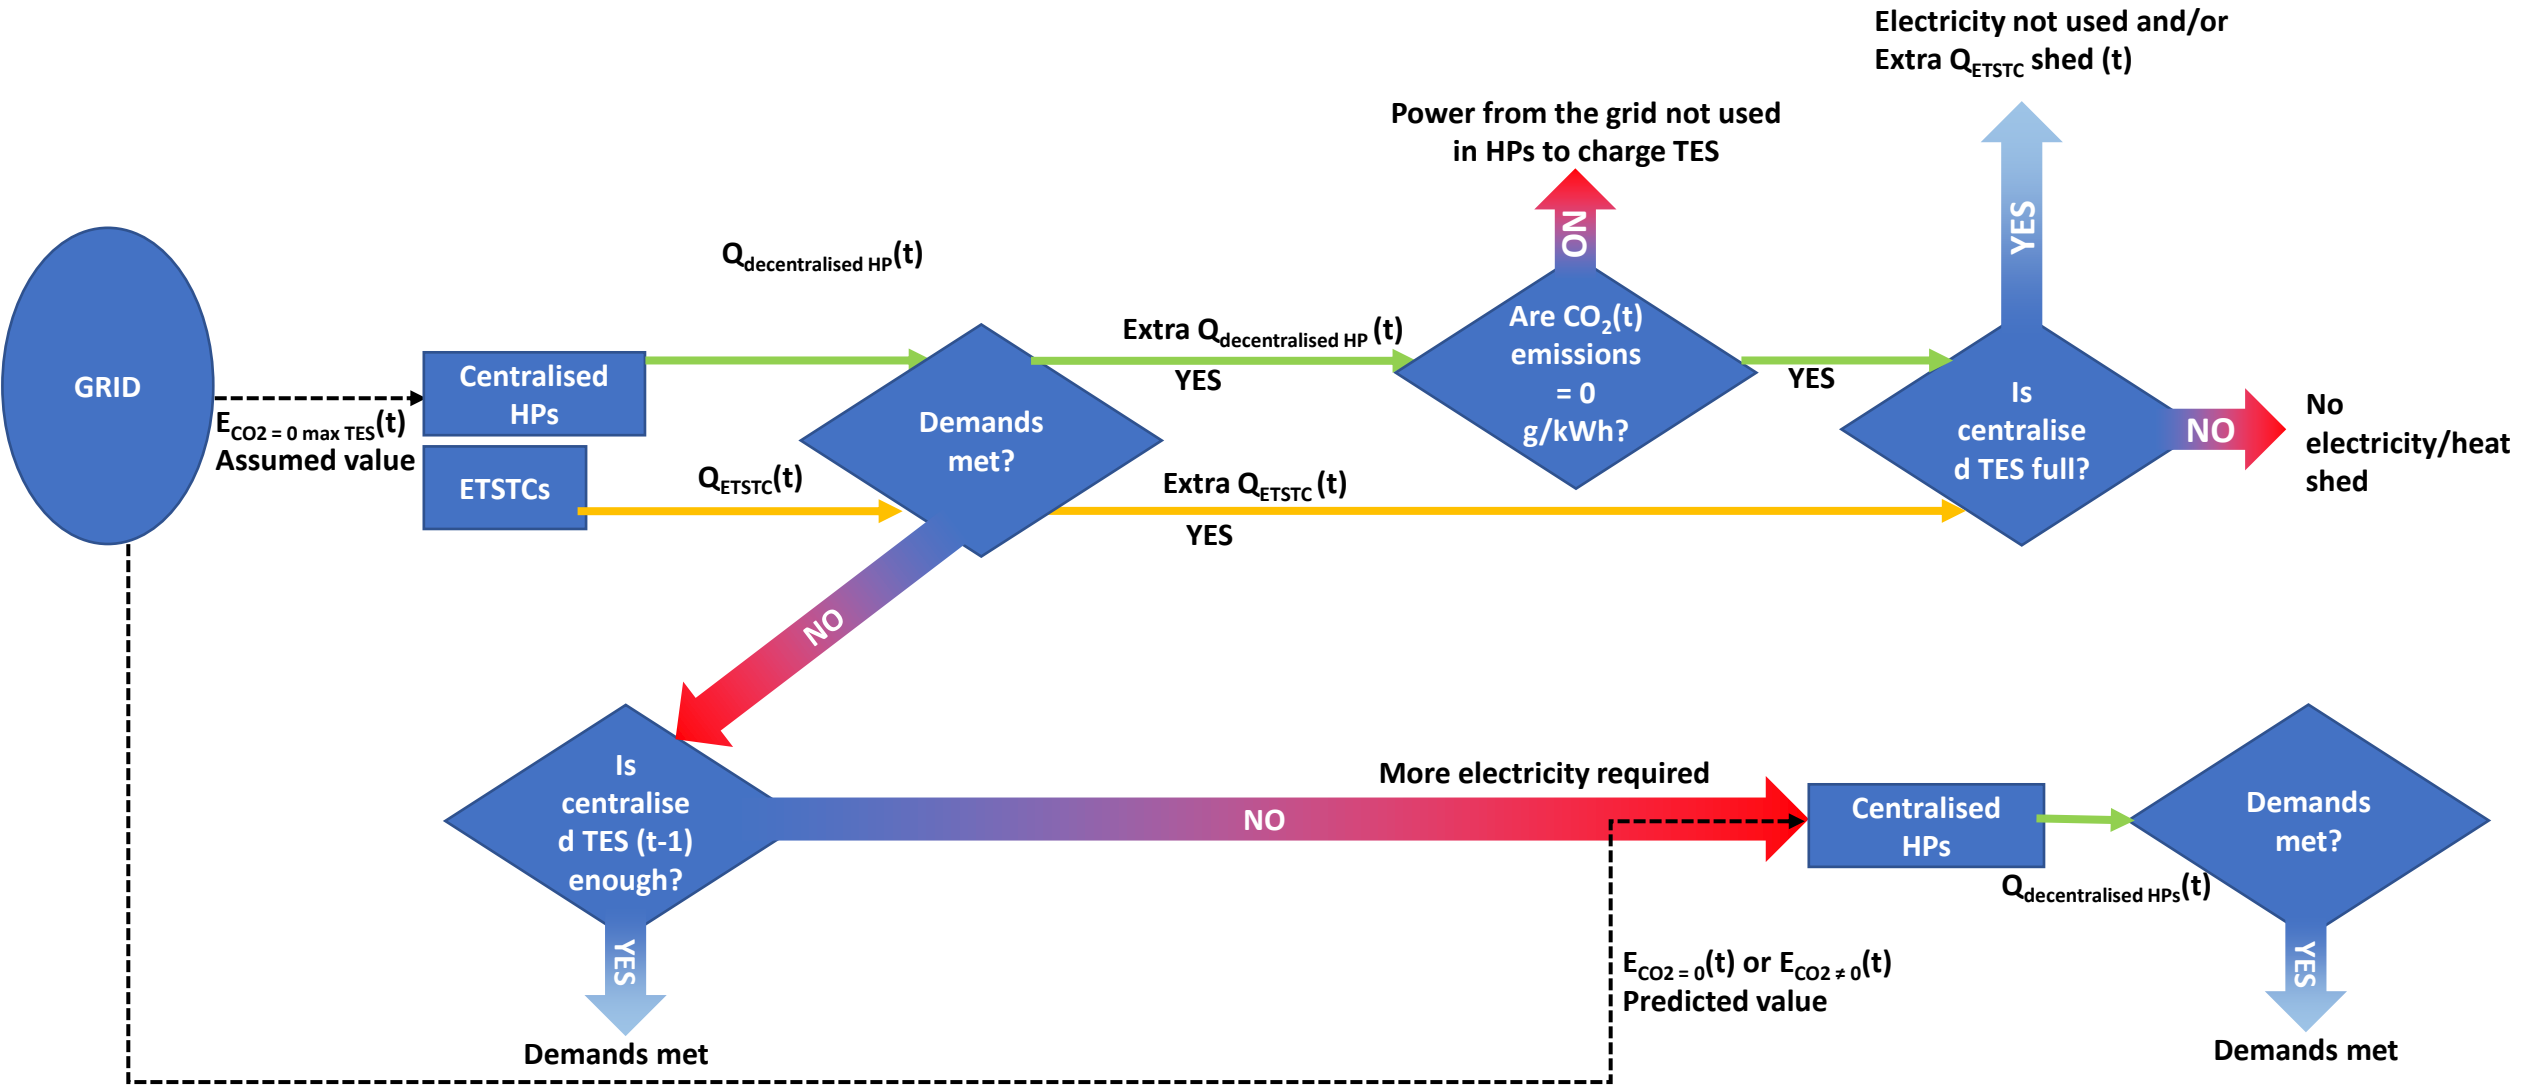 Electricity not used and/or
Extra QETSTC shed (t)
Power from the grid not used
in HPs to charge TES
YES
NO
Qdecentralised HP(t)
Are CO2(t)
emissions
= 0
g/kWh?
Extra Qdecentralised HP (t)
YES
YES
GRID
Centralised
HPs
ECO2 = 0 max TES(t)
Assumed value
Demands
met?
Is
centralise
d TES full?
NO
No
electricity/heat
shed
ETSTCs
QETSTC(t)
Extra QETSTC (t)
YES
NO
Is
centralise
d TES (t-1)
enough?
More electricity required
NO
Centralised
HPs
Demands
met?
Qdecentralised HPs(t)
YES
ECO2 = 0(t) or ECO2 ≠ 0(t)
Predicted value
YES
Demands met
Demands met